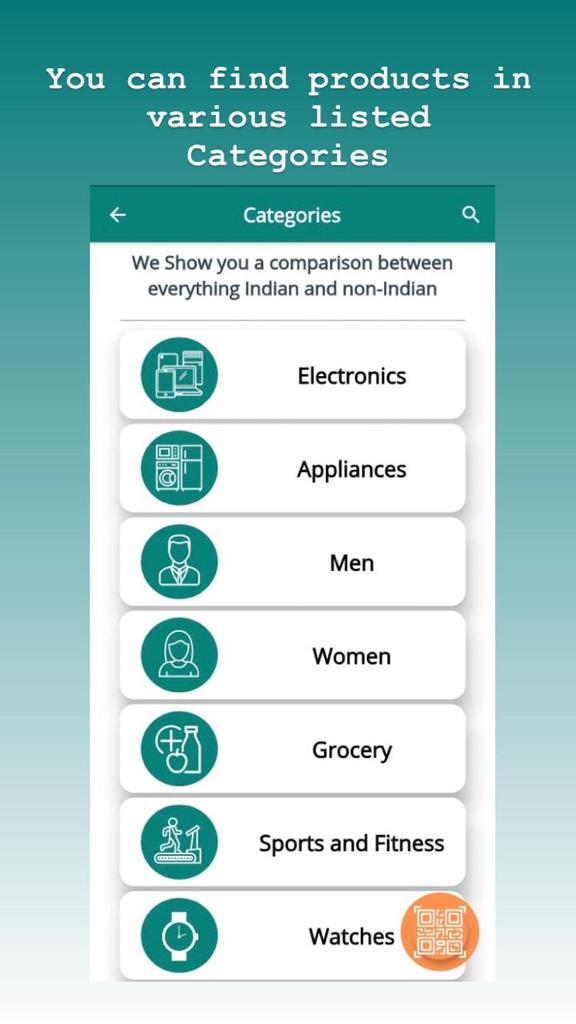 You can find products in
various listed
Categories
Categories
We Show you a comparison between
everything Indian and non-Indian
Electronics
Appliances
Men
Women
Grocery
Sports and Fitness
Watches